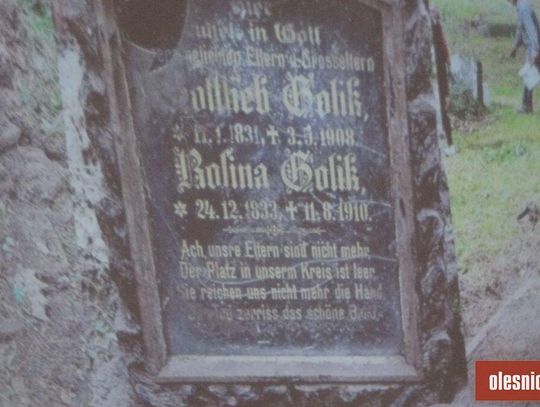 Hier
in Gott
Eltern u. Grosseltern
Gottlieb Golik,
* 17.1.1831, ✝ 3.5.1908.
Rosina Golik,
* 24.12.1833, ✝ 11.6.1910.
Ach, unsre Eltern sind nicht mehr,
Der Platz in unserm Kreis ist leer,
Sie reichen uns nicht mehr die Hand
zerriss das schöne Band.
olesnic